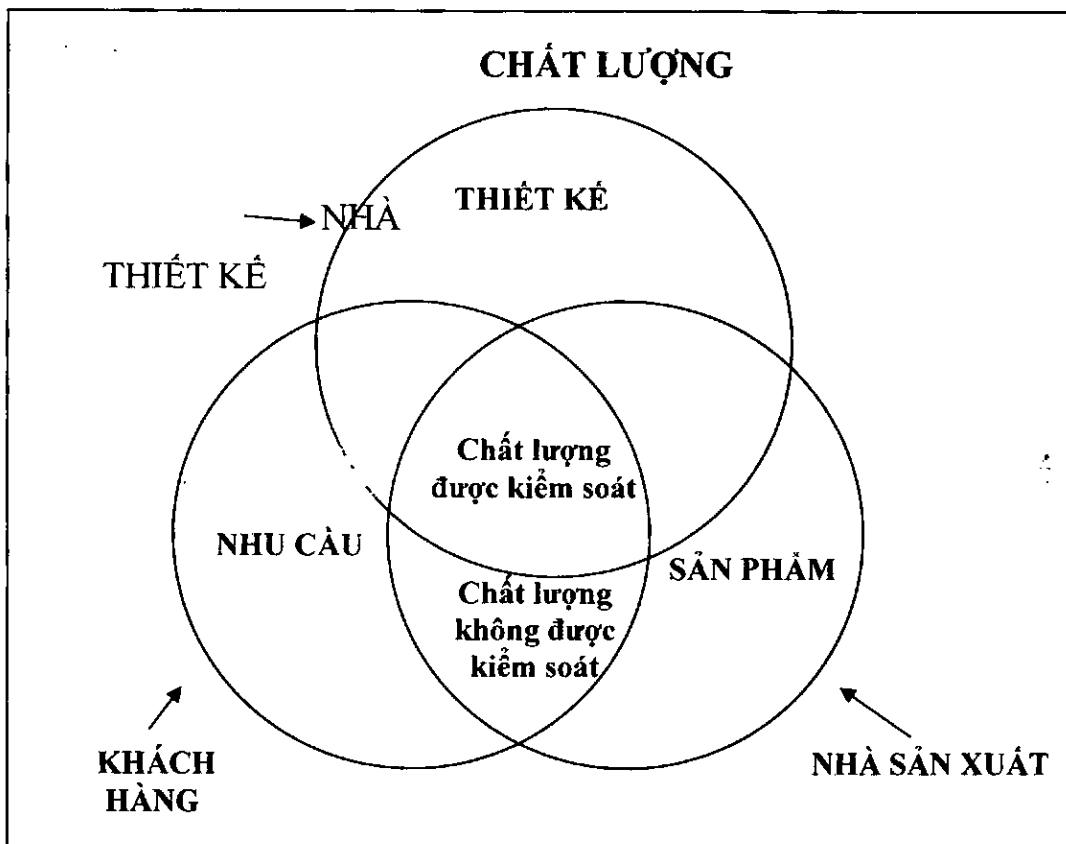 CHẤT LƯỢNG
THIẾT KẾ
NHÀ
THIẾT KẾ
Chất lượng
được kiểm soát
NHU CẦU
SẢN PHẨM
Chất lượng
không được
kiểm soát
KHÁCH
HÀNG
NHÀ SẢN XUẤT